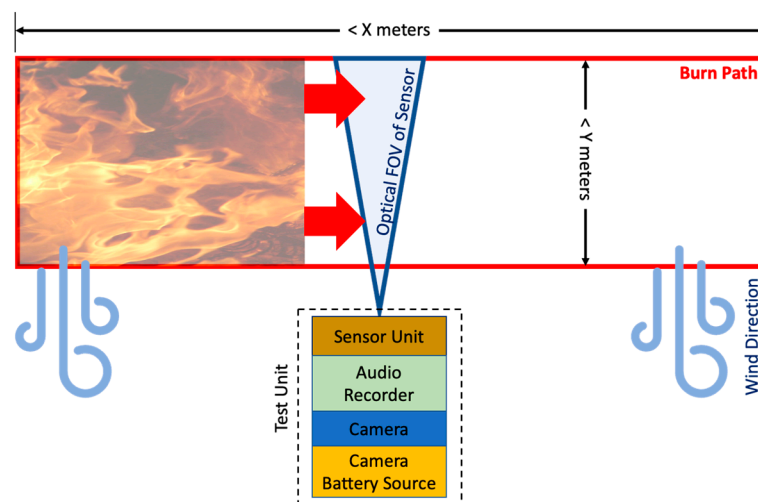 < X meters
Burn Path
Optical FOV of Sensor
< Y meters
Wind Direction
Test Unit
Sensor Unit
Audio
Recorder
Camera
Camera
Battery Source